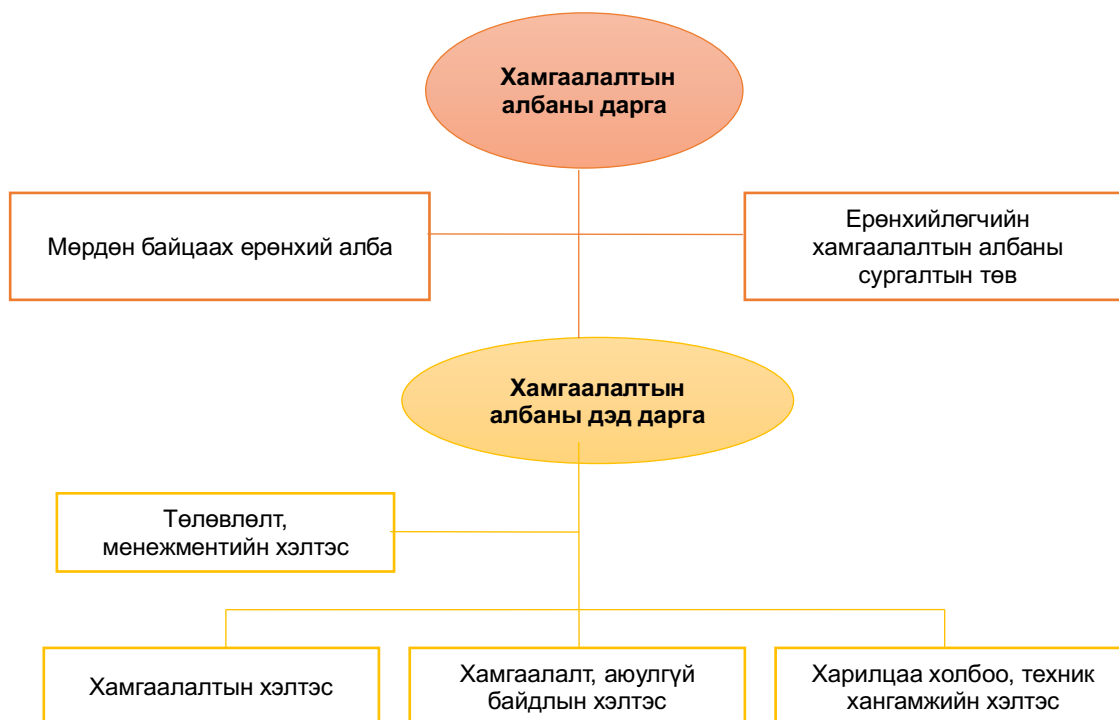 Хамгаалалтын
албаны дарга
Мөрдөн байцаах ерөнхий алба
Ерөнхийлөгчийн
хамгаалалтын албаны
сургалтын төв
Хамгаалалтын
албаны дэд дарга
Төлөвлөлт,
менежментийн хэлтэс
Хамгаалалтын хэлтэс
Хамгаалалт, аюулгүй
байдлын хэлтэс
Харилцаа холбоо, техник
хангамжийн хэлтэс